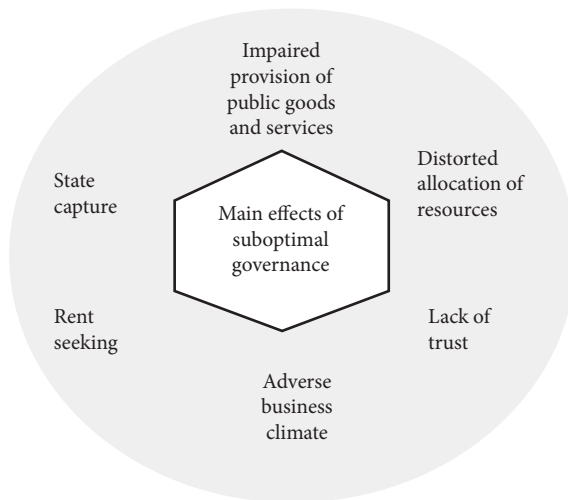 Impaired
provision of
public goods
and services
Distorted
allocation of
resources
State
capture
Main effects of
suboptimal
governance
Rent
seeking
Lack of
trust
Adverse
business
climate